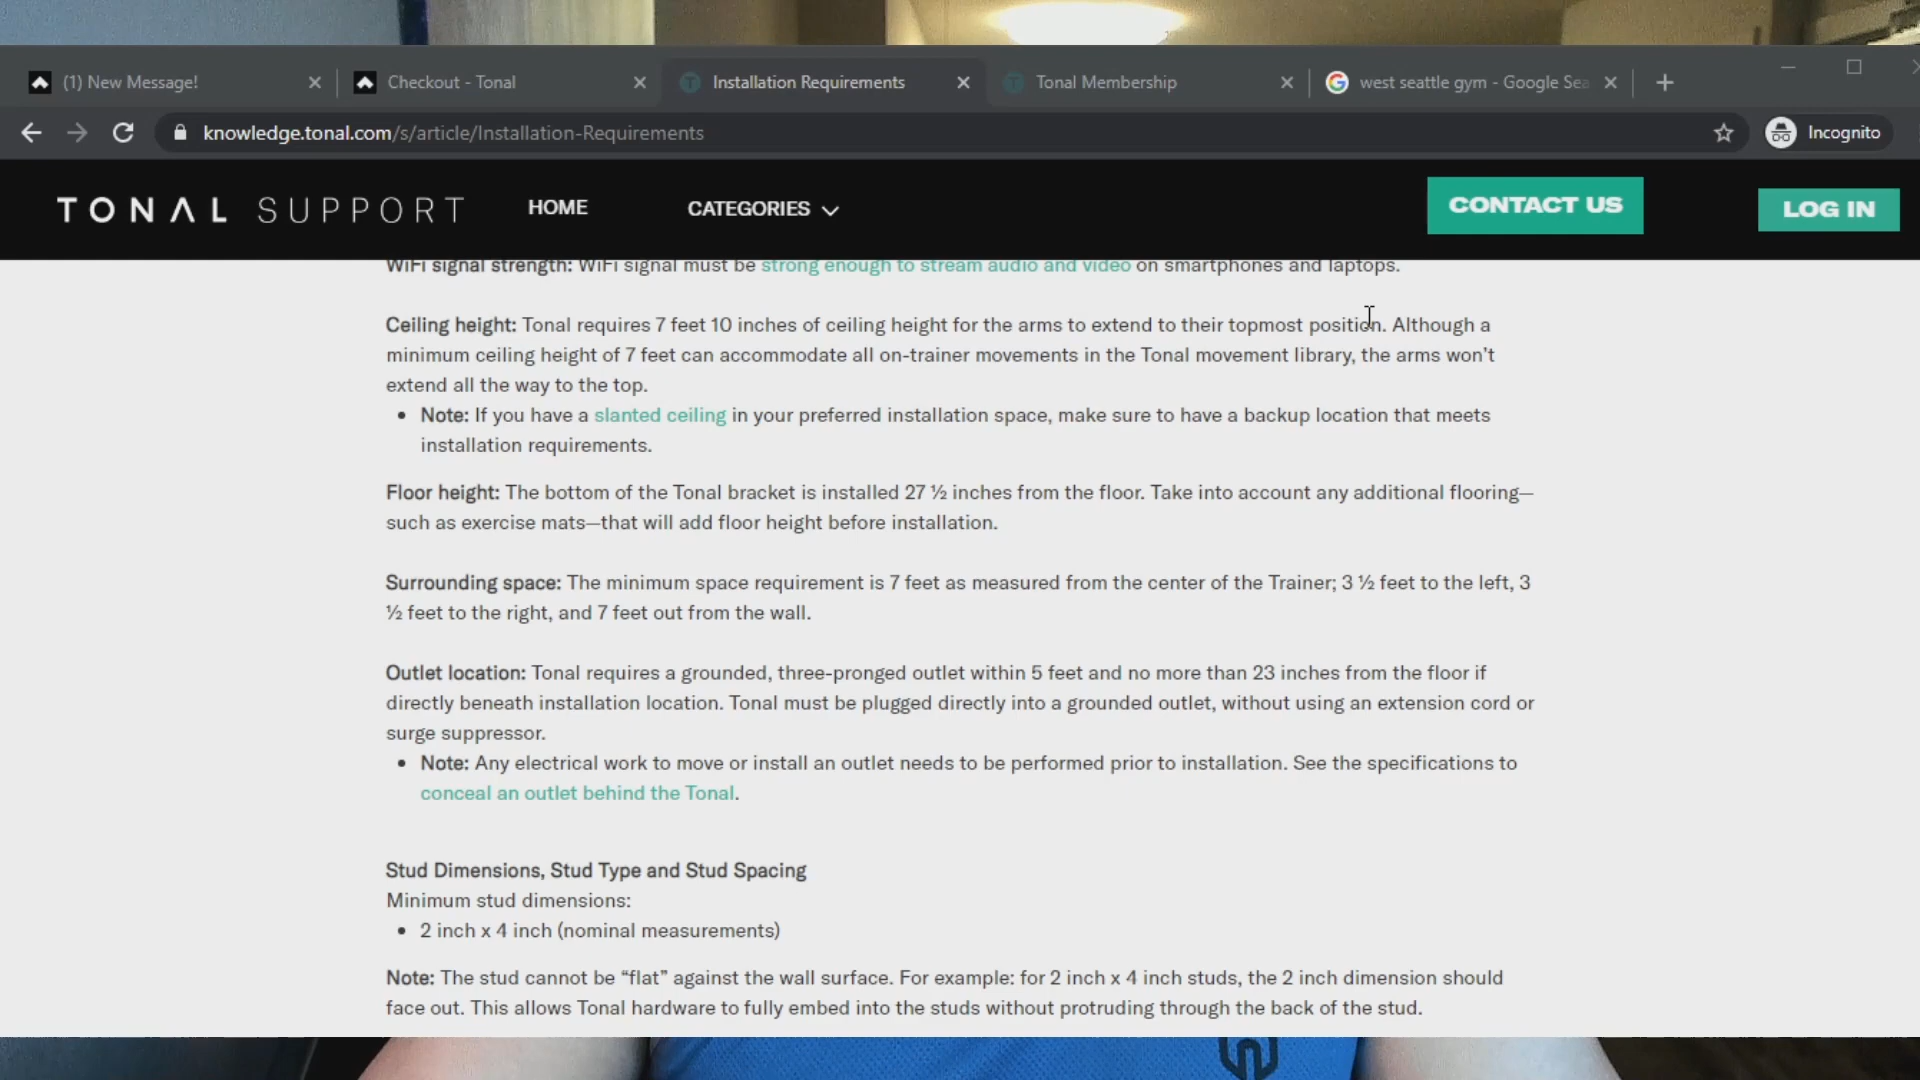 (1) New Message!
Checkout - Tonal
Installation Requirements
Tonal Membership
west seattle gym - Google Sea
knowledge.tonal.com/s/article/Installation-Requirements
Incognito
TONAL SUPPORT
HOME
CATEGORIES
CONTACT US
LOG IN
WiFi signal strength: WiFi signal must be strong enough to stream audio and video on smartphones and laptops.
Ceiling height: Tonal requires 7 feet 10 inches of ceiling height for the arms to extend to their topmost position. Although a
minimum ceiling height of 7 feet can accommodate all on-trainer movements in the Tonal movement library, the arms won't
extend all the way to the top.
• Note: If you have a slanted ceiling in your preferred installation space, make sure to have a backup location that meets
installation requirements.
Floor height: The bottom of the Tonal bracket is installed 27 ½ inches from the floor. Take into account any additional flooring—
such as exercise mats—that will add floor height before installation.
Surrounding space: The minimum space requirement is 7 feet as measured from the center of the Trainer; 3 ½ feet to the left, 3
½ feet to the right, and 7 feet out from the wall.
Outlet location: Tonal requires a grounded, three-pronged outlet within 5 feet and no more than 23 inches from the floor if
directly beneath installation location. Tonal must be plugged directly into a grounded outlet, without using an extension cord or
surge suppressor.
• Note: Any electrical work to move or install an outlet needs to be performed prior to installation. See the specifications to
conceal an outlet behind the Tonal.
Stud Dimensions, Stud Type and Stud Spacing
Minimum stud dimensions:
• 2 inch x 4 inch (nominal measurements)
Note: The stud cannot be “flat” against the wall surface. For example: for 2 inch x 4 inch studs, the 2 inch dimension should
face out. This allows Tonal hardware to fully embed into the studs without protruding through the back of the stud.